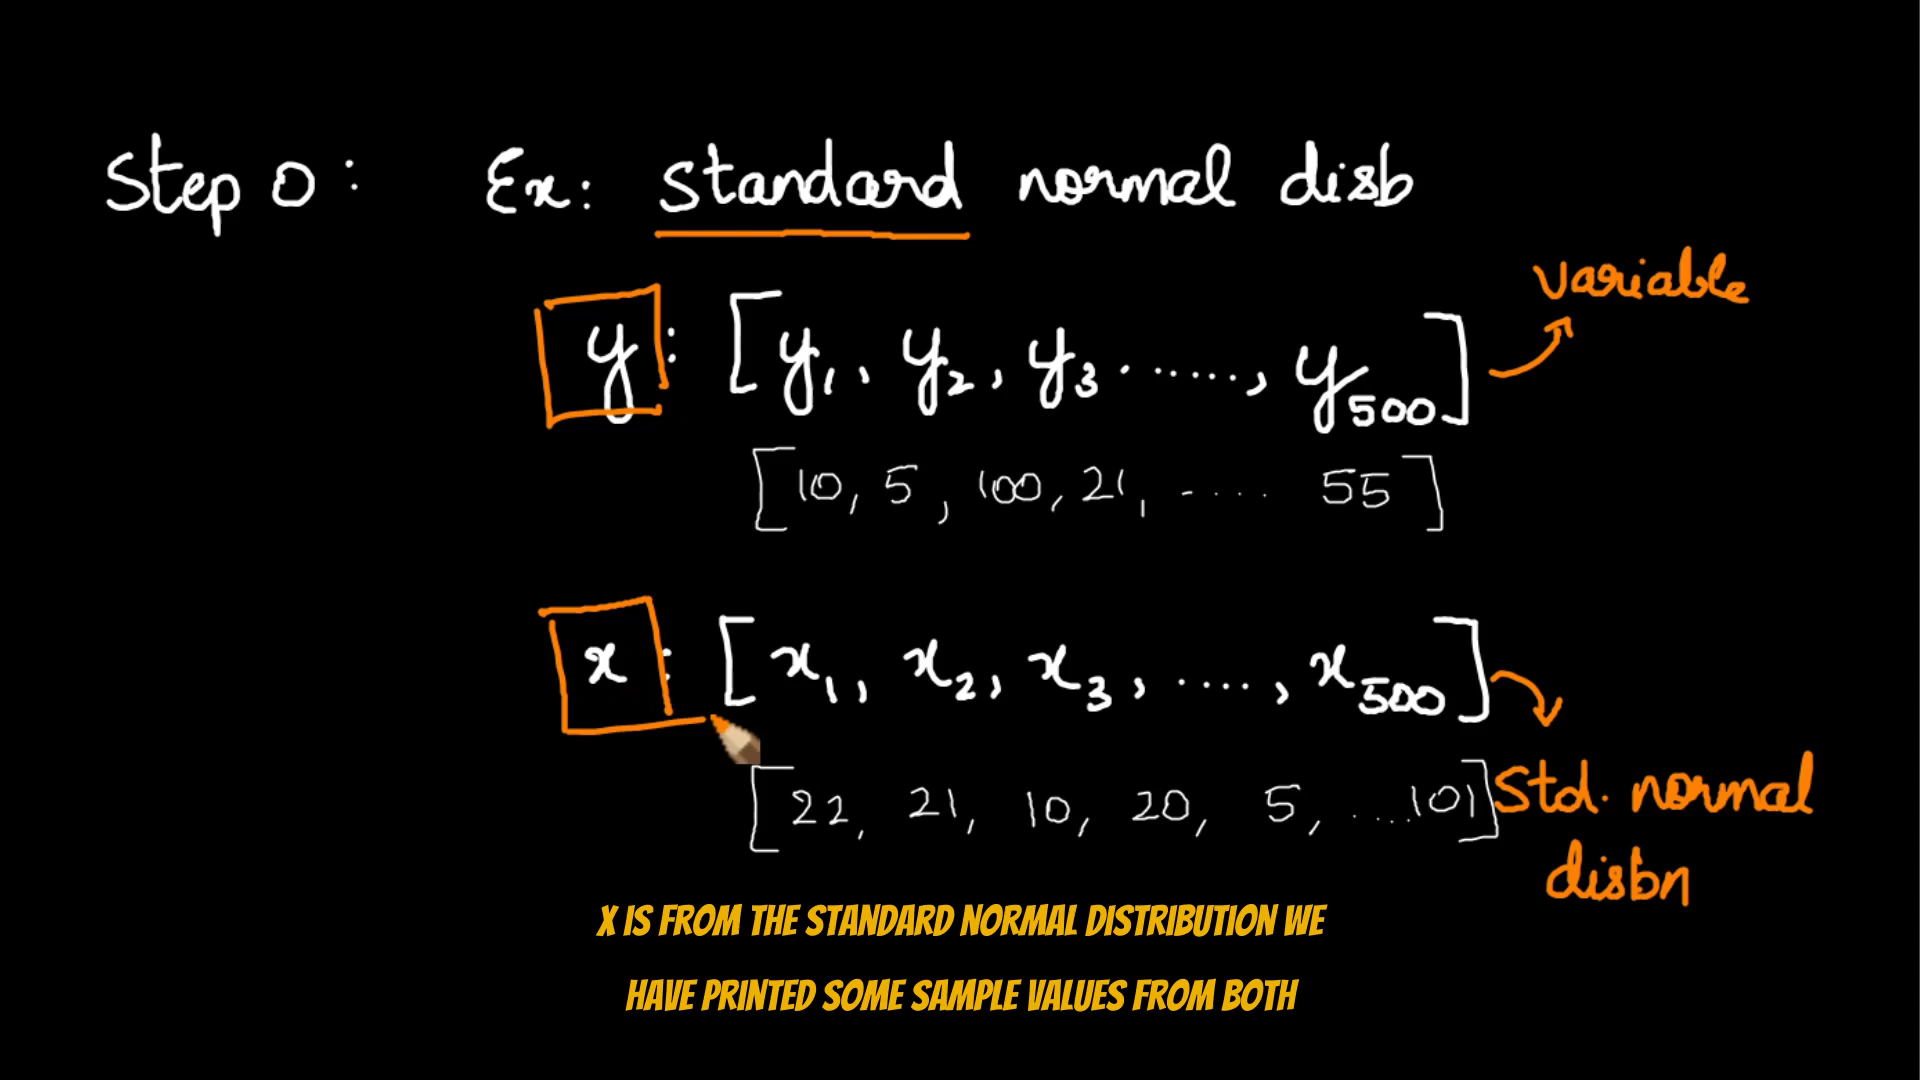 Step 0 : Ex: standard normal disb
variable
y : [y1, y2, y3 ......, y500]
[10, 5, 100, 21, ..... 55]
x : [x1, x2, x3, ....., x500]
[22, 21, 10, 20, 5, ....101]
Std. normal
disbn
X IS FROM THE STANDARD NORMAL DISTRIBUTION WE
HAVE PRINTED SOME SAMPLE VALUES FROM BOTH